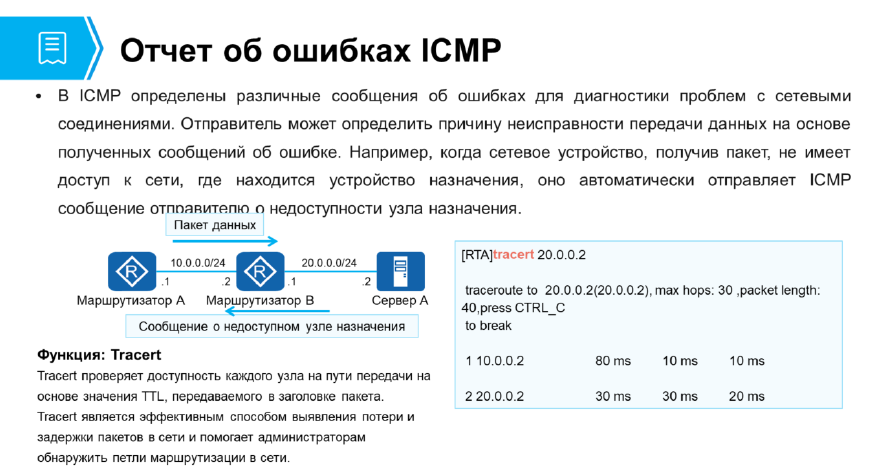 Отчет об ошибках ICMP
• В ICMP определены различные сообщения об ошибках для диагностики проблем с сетевыми
соединениями. Отправитель может определить причину неисправности передачи данных на основе
полученных сообщений об ошибке. Например, когда сетевое устройство, получив пакет, не имеет
доступ к сети, где находится устройство назначения, оно автоматически отправляет ICMP
сообщение отправителю о недоступности узла назначения.
Пакет данных
10.0.0.0/24
20.0.0.0/24
R
R
.1
.2
.1
.2
Маршрутизатор A
Маршрутизатор B
Сервер A
Сообщение о недоступном узле назначения
Функция: Tracert
Tracert проверяет доступность каждого узла на пути передачи на
основе значения TTL, передаваемого в заголовке пакета.
Tracert является эффективным способом выявления потери и
задержки пакетов в сети и помогает администраторам
обнаружить петли маршрутизации в сети.
[RTA]tracert 20.0.0.2
traceroute to 20.0.0.2(20.0.0.2), max hops: 30 ,packet length:
40,press CTRL_C
to break
1 10.0.0.2 80 ms 10 ms 10 ms
2 20.0.0.2 30 ms 30 ms 20 ms